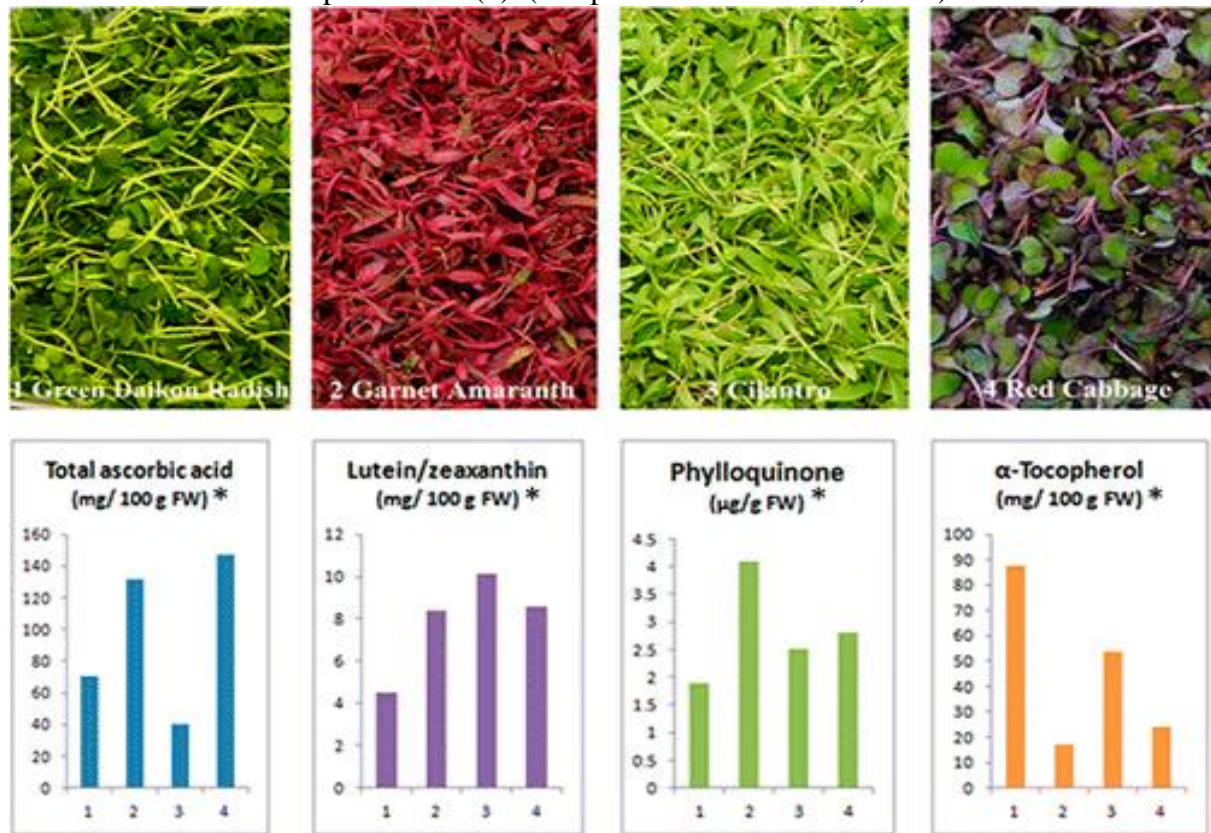 1 Green Daikon Radish
2 Garnet Amaranth
3 Cilantro
4 Red Cabbage
Total ascorbic acid
(mg/ 100 g FW) *
160
140
120
100
80
60
40
20
0
1 2 3 4
Lutein/zeaxanthin
(mg/ 100 g FW) *
12
10
8
6
4
2
0
1 2 3 4
Phylloquinone
(µg/g FW) *
4.5
4
3.5
3
2.5
2
1.5
1
0.5
0
1 2 3 4
α-Tocopherol
(mg/ 100 g FW) *
100
90
80
70
60
50
40
30
20
10
0
1 2 3 4